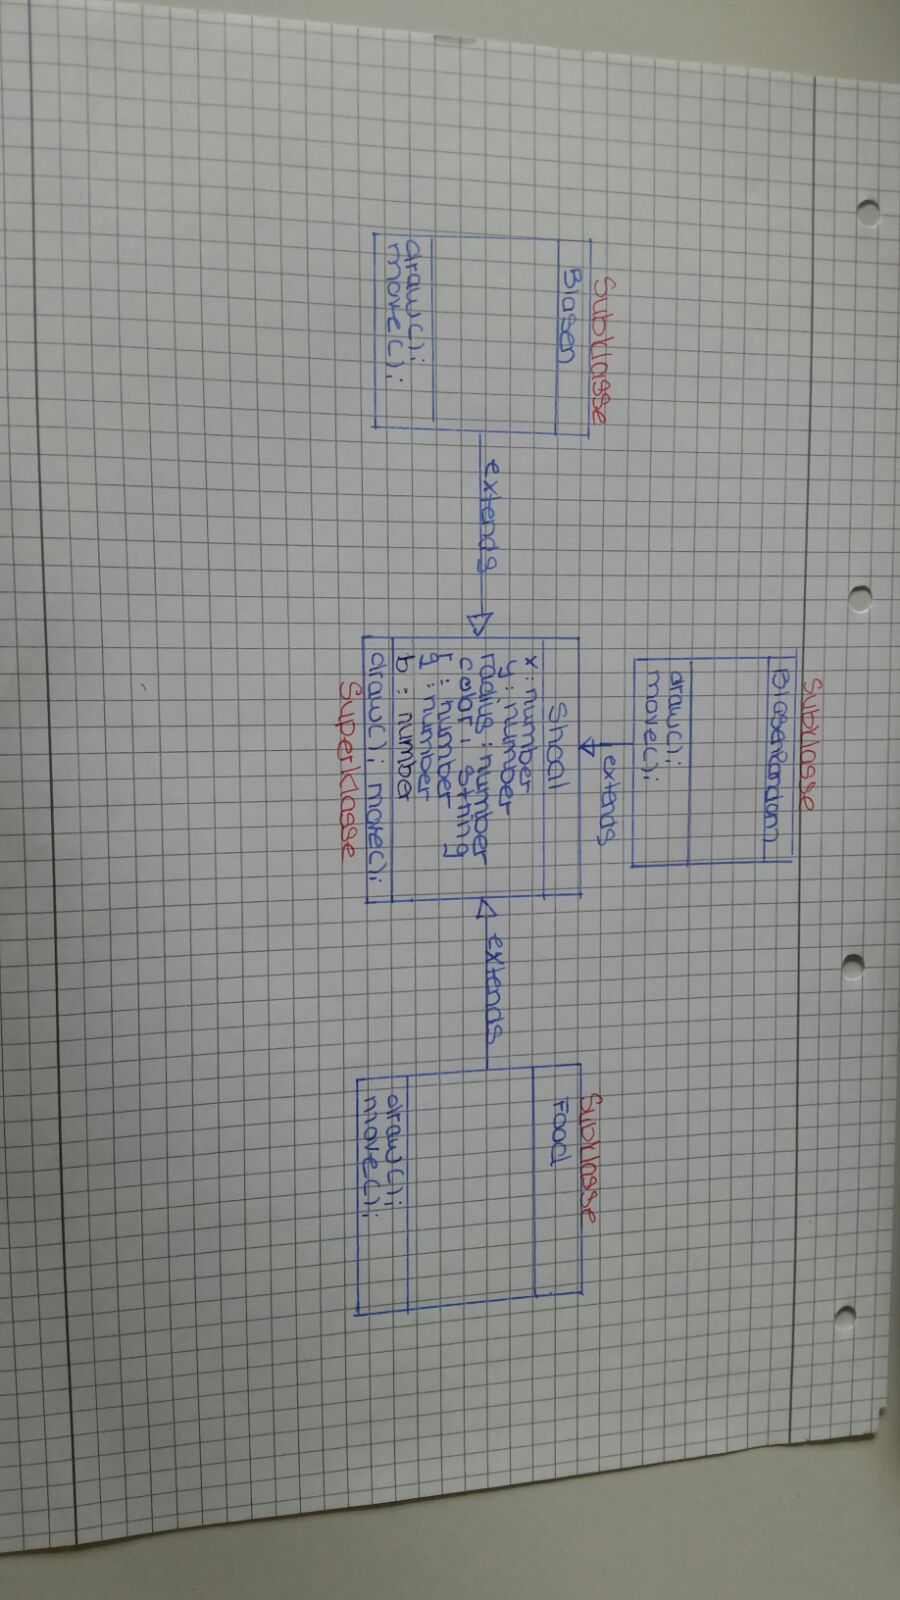 Subklasse
BlasenRandom
draw();
move();
extends
Subklasse
Blasen
draw();
move();
extends
Shoal
x: number
y: number
radius: number
color: string
r: number
g: number
b: number
draw(); move();
Superklasse
extends
Subklasse
Food
draw();
move();